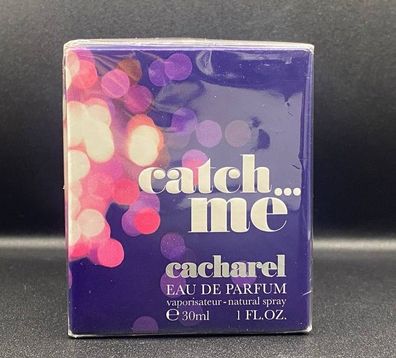 catch...
me
cacharel
EAU DE PARFUM
vaporisateur - natural spray
℮ 30ml 1 FL.OZ.